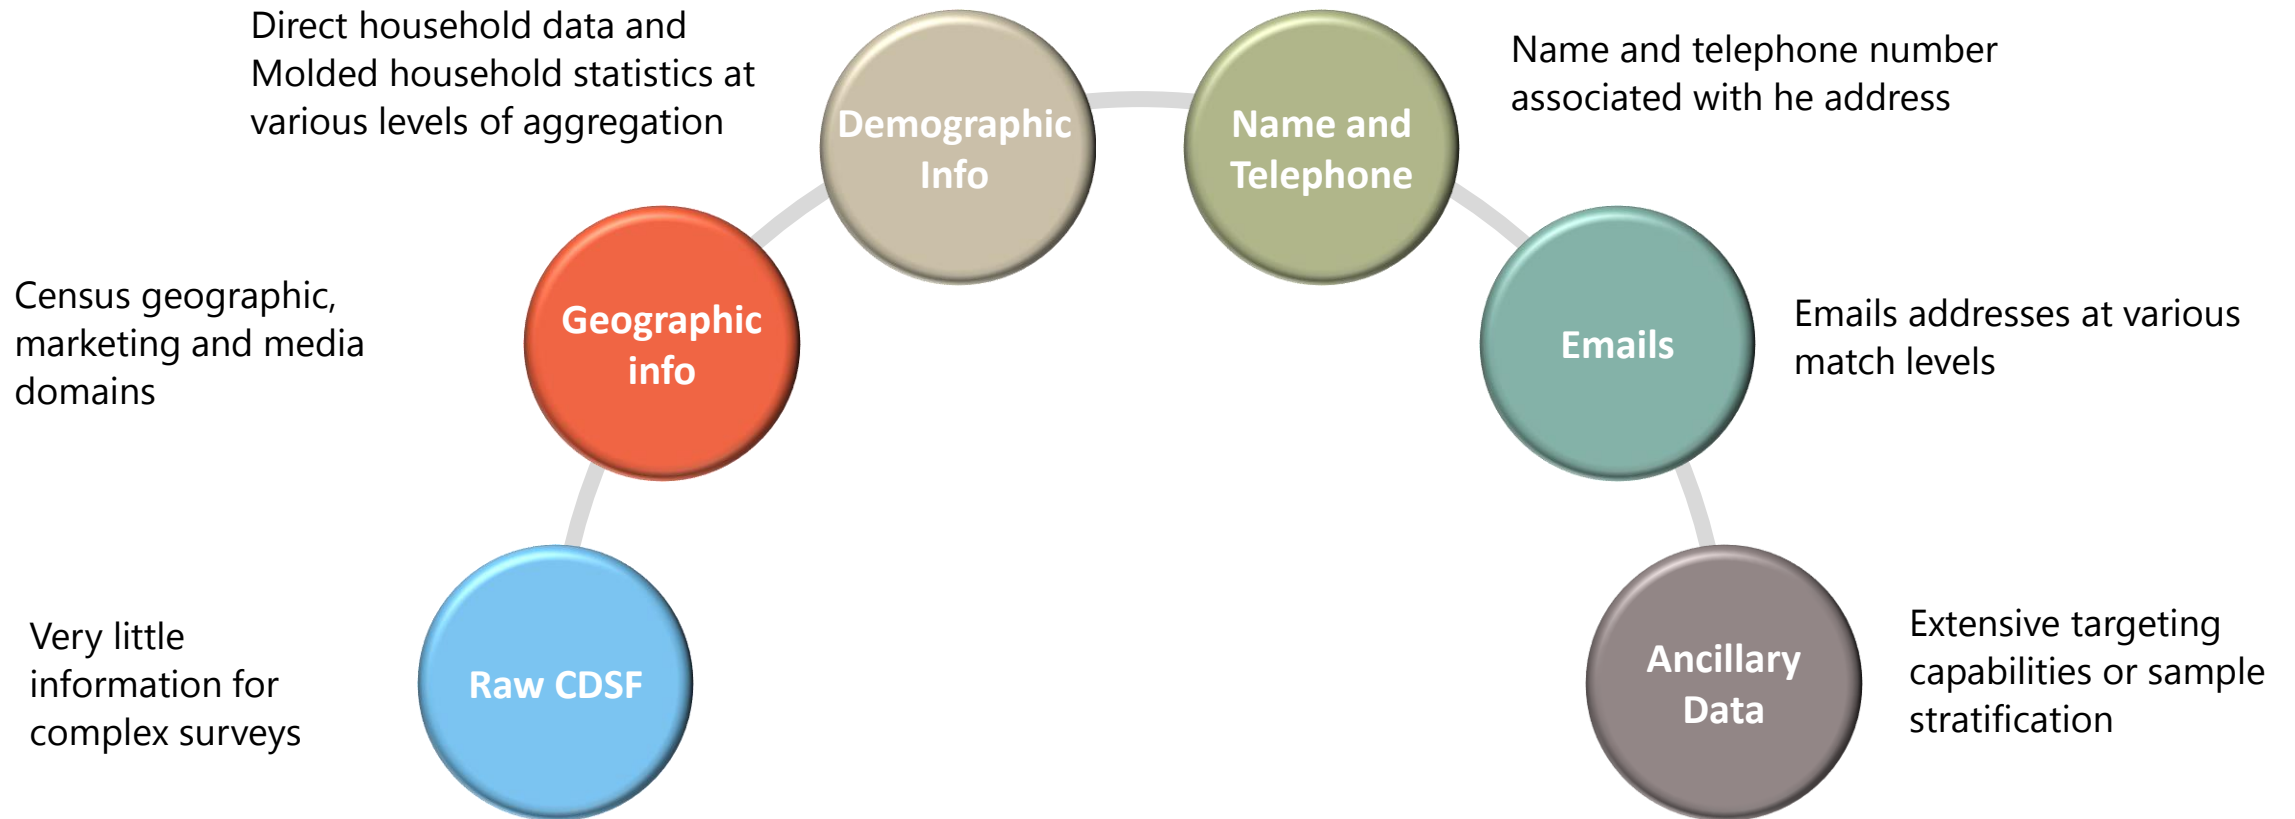 Direct household data and
Molded household statistics at
various levels of aggregation
Demographic
Info
Name and
Telephone
Name and telephone number
associated with he address
Census geographic,
marketing and media
domains
Geographic
info
Emails
Emails addresses at various
match levels
Very little
information for
complex surveys
Raw CDSF
Ancillary
Data
Extensive targeting
capabilities or sample
stratification